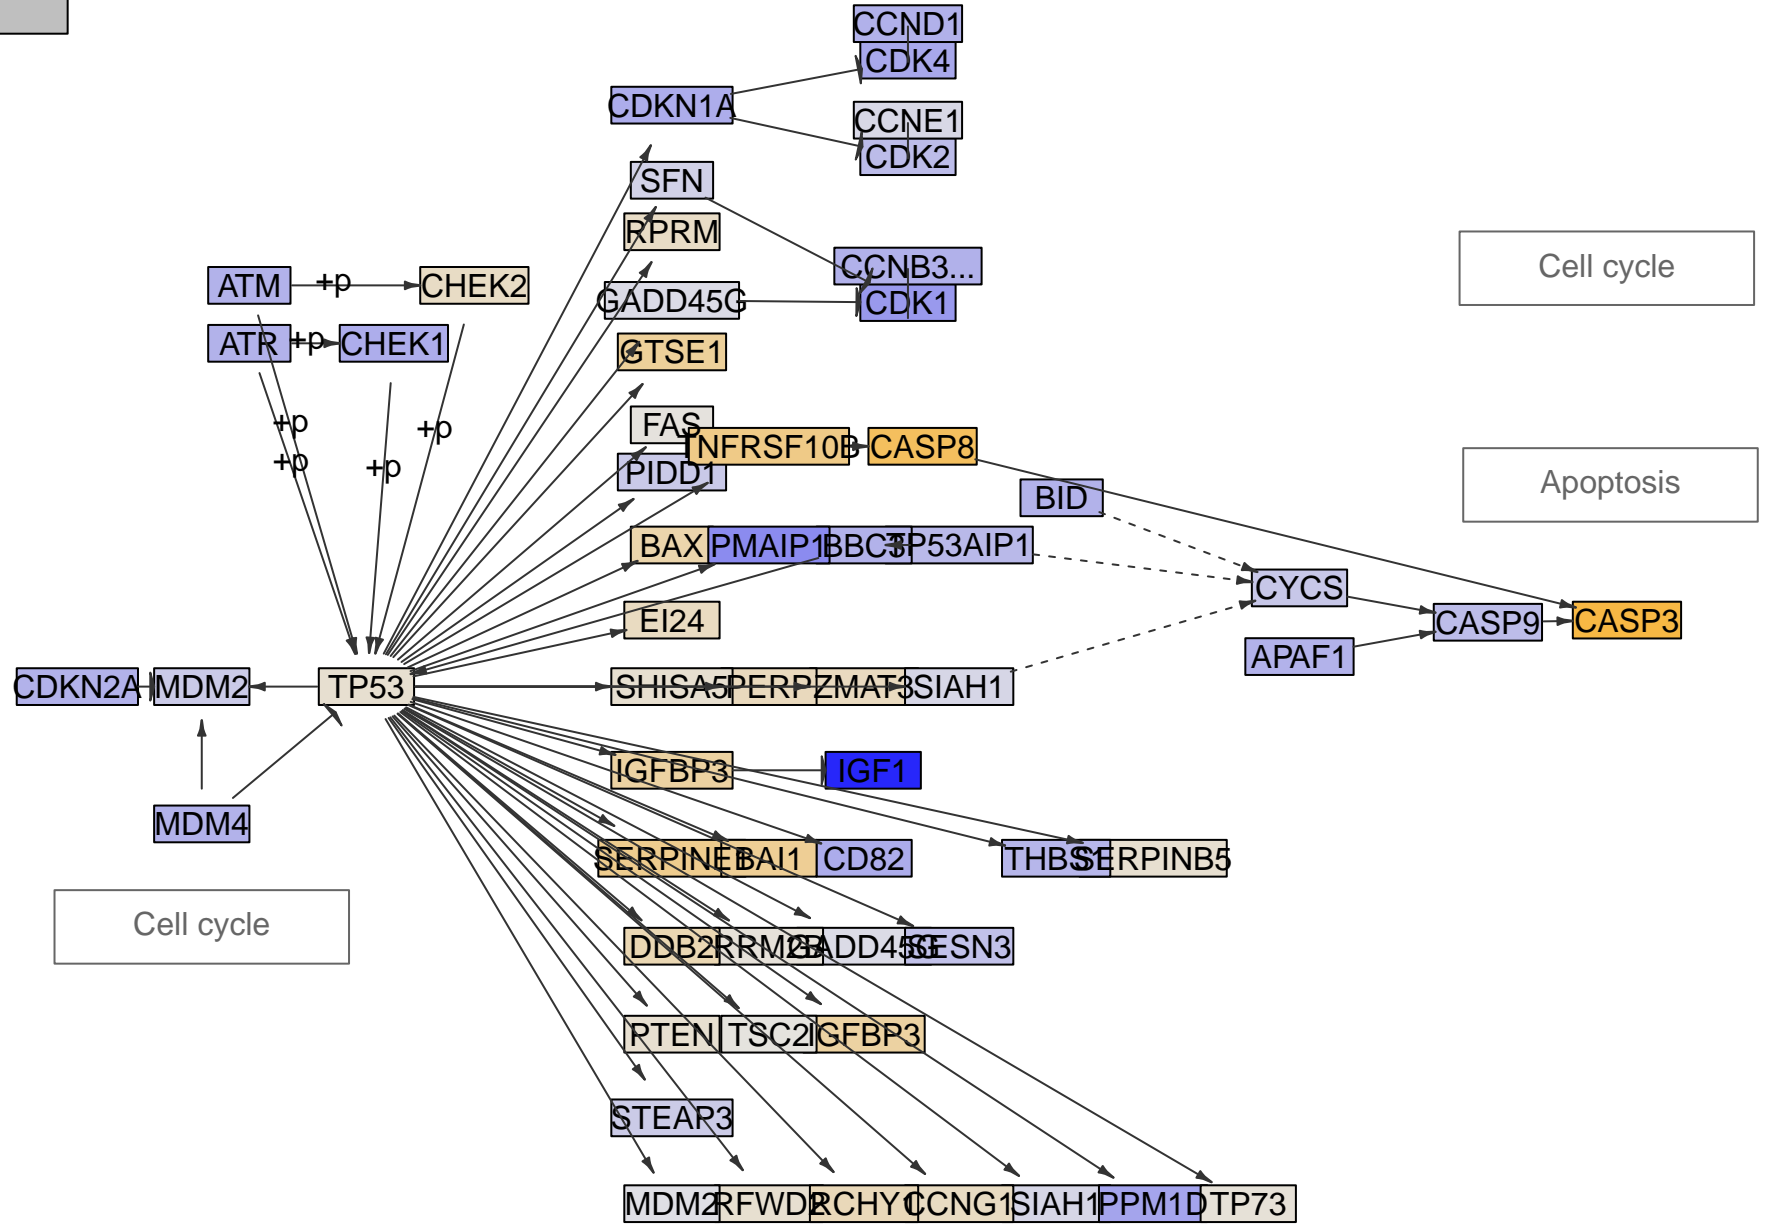 CCND1
CDK4
CDKN1A
CCNE1
CDK2
SFN
RPRM
CCNB3...
Cell cycle
ATM
+p
CHEK2
GADD45G
CDK1
ATR
+p
CHEK1
GTSE1
FAS
+p
+p
TNFRSF10B
CASP8
+p
+p
PIDD1
Apoptosis
BID
BAX
PMAIP1
BBC3
TP53AIP1
CYCS
EI24
CASP9
CASP3
APAF1
CDKN2A
MDM2
TP53
SHISA5
PERP
ZMAT3
SIAH1
IGFBP3
IGF1
MDM4
SERPINE1
BAI1
CD82
THBS1
SERPINB5
Cell cycle
DDB2
RRM2B
GADD45G
SESN3
PTEN
TSC2
IGFBP3
STEAP3
MDM2
RFWD2
RCHY1
CCNG1
SIAH1
PPM1D
TP73